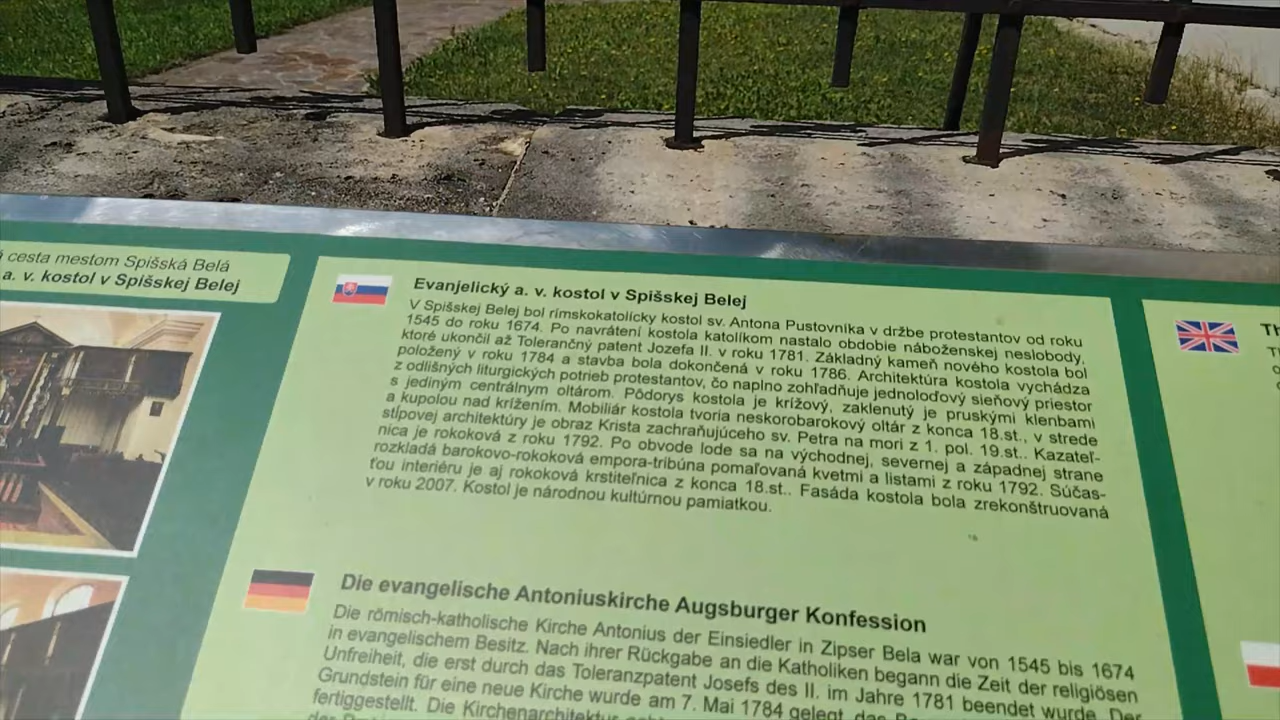 cesta mestom Spišská Belá
a. v. kostol v Spišskej Belej
Evanjelický a. v. kostol v Spišskej Belej
V Spišskej Belej bol rímskokatolícky kostol sv. Antona Pustovníka v držbe protestantov od roku
1545 do roku 1674. Po navrátení kostola katolíkom nastalo obdobie náboženskej neslobody,
ktoré ukončil až Tolerančný patent Jozefa II. v roku 1781. Základný kameň nového kostola bol
položený v roku 1784 a stavba bola dokončená v roku 1786. Architektúra kostola vychádza
z odlišných liturgických potrieb protestantov, čo naplno zohľadňuje jednoloďový sieňový priestor
s jediným centrálnym oltárom. Pôdorys kostola je krížový, zaklenutý je pruskými klenbami
a kupolou nad krížením. Mobiliár kostola tvoria neskorobarokový oltár z konca 18.st., v strede
stĺpovej architektúry je obraz Krista zachraňujúceho sv. Petra na mori z 1. pol. 19.st.. Kazateľ-
nica je rokoková z roku 1792. Po obvode lode sa na východnej, severnej a západnej strane
rozkladá barokovo-rokoková empora-tribúna pomaľovaná kvetmi a listami z roku 1792. Súčas-
ťou interiéru je aj rokoková krstiteľnica z konca 18.st.. Fasáda kostola bola zrekonštruovaná
v roku 2007. Kostol je národnou kultúrnou pamiatkou.
Die evangelische Antoniuskirche Augsburger Konfession
Die römisch-katholische Kirche Antonius der Einsiedler in Zipser Bela war von 1545 bis 1674
in evangelischem Besitz. Nach ihrer Rückgabe an die Katholiken begann die Zeit der religiösen
Unfreiheit, die erst durch das Toleranzpatent Josefs des II. im Jahre 1781 beendet wurde. Der
Grundstein für eine neue Kirche wurde am 7. Mai 1784 gelegt, das
fertiggestellt. Die Kirchenarchitektur